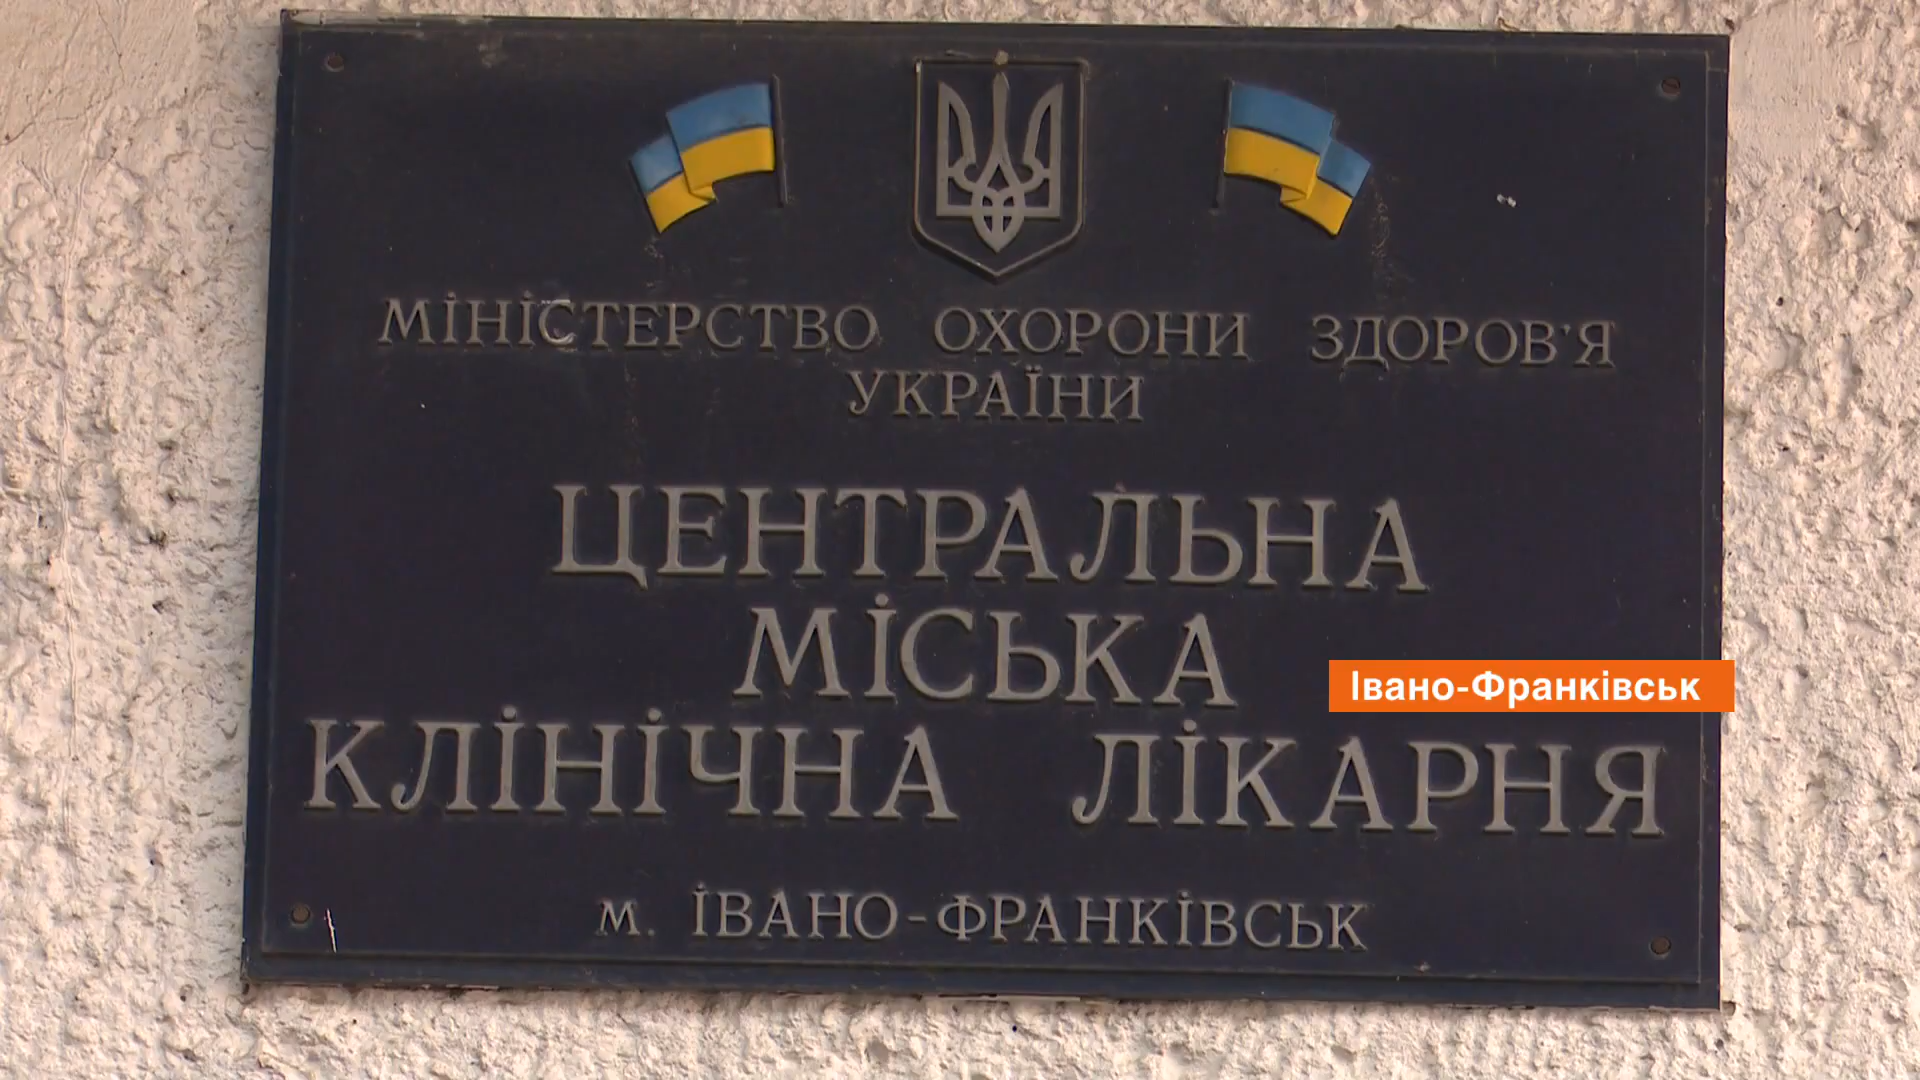 МІНІСТЕРСТВО ОХОРОНИ ЗДОРОВ'Я
УКРАЇНИ
ЦЕНТРАЛЬНА
МІСЬКА
КЛІНІЧНА ЛІКАРНЯ
м. ІВАНО-ФРАНКІВСЬК
Івано-Франківськ